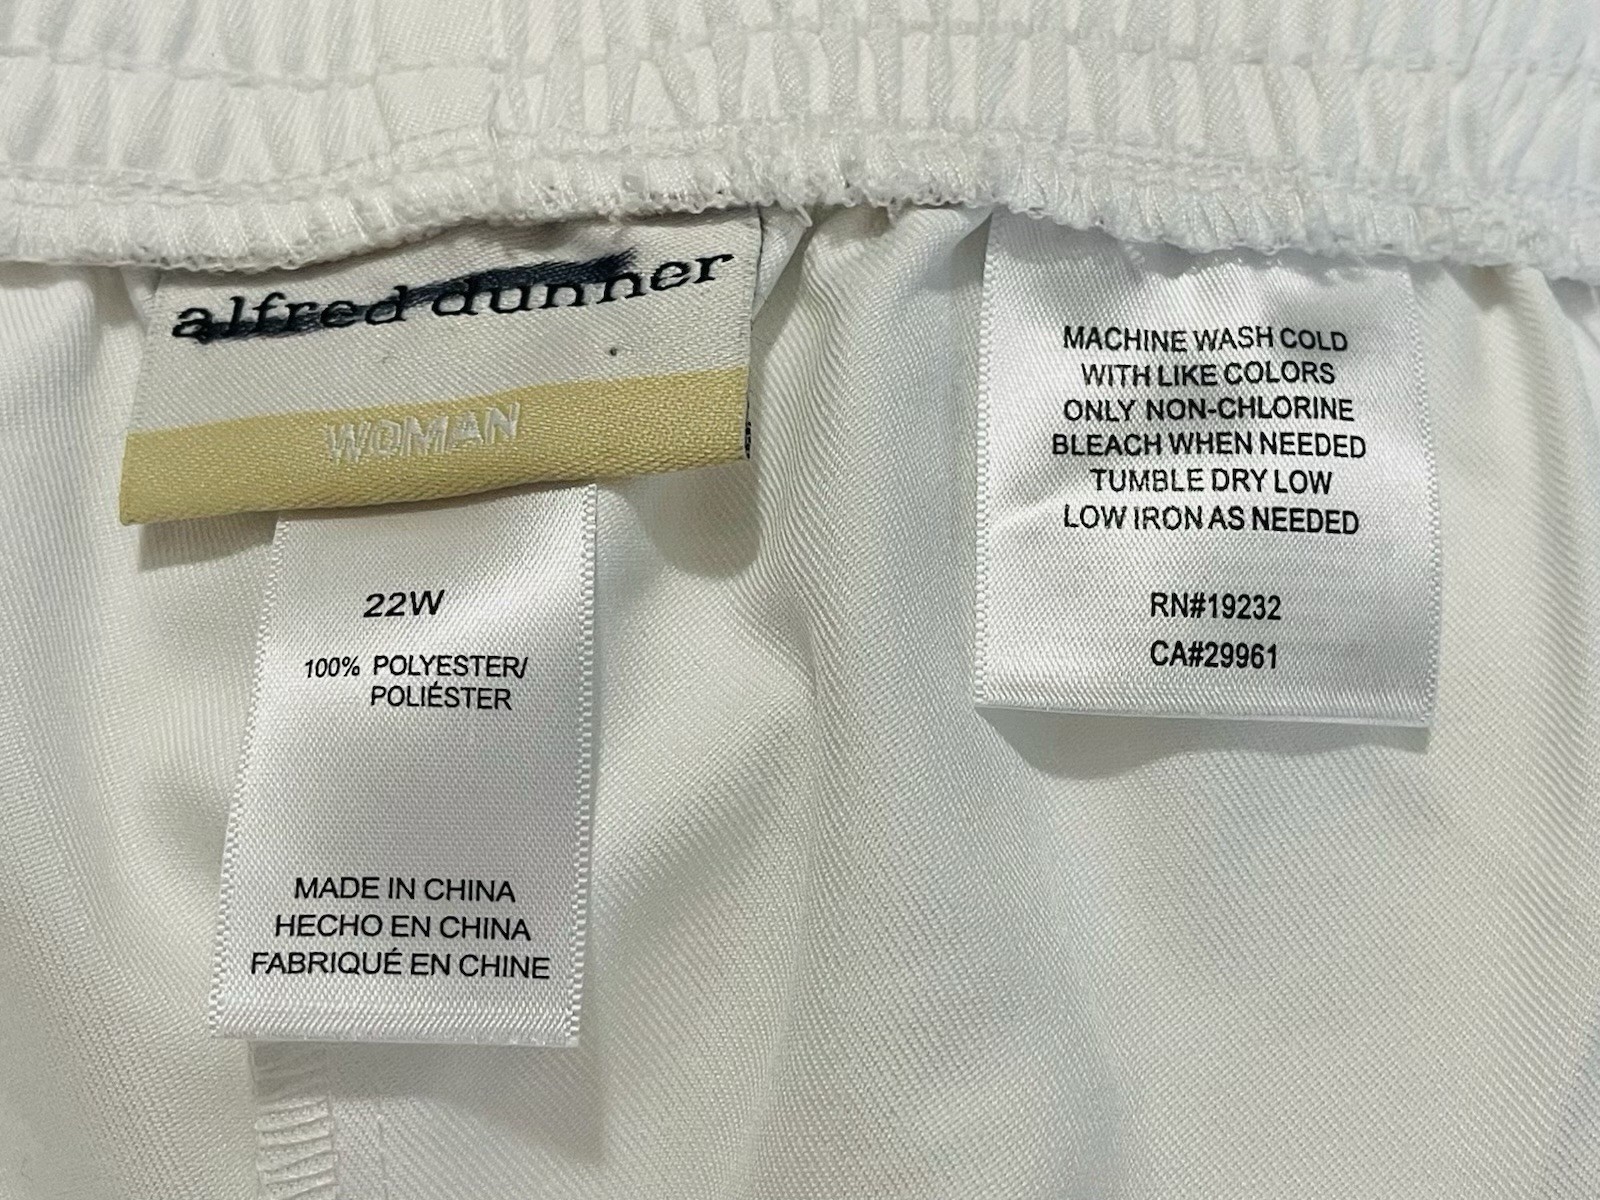 alfred dunner
WOMAN
22W
100% POLYESTER/
POLIÉSTER
MADE IN CHINA
HECHO EN CHINA
FABRIQUÉ EN CHINE
MACHINE WASH COLD
WITH LIKE COLORS
ONLY NON-CHLORINE
BLEACH WHEN NEEDED
TUMBLE DRY LOW
LOW IRON AS NEEDED
RN#19232
CA#29961